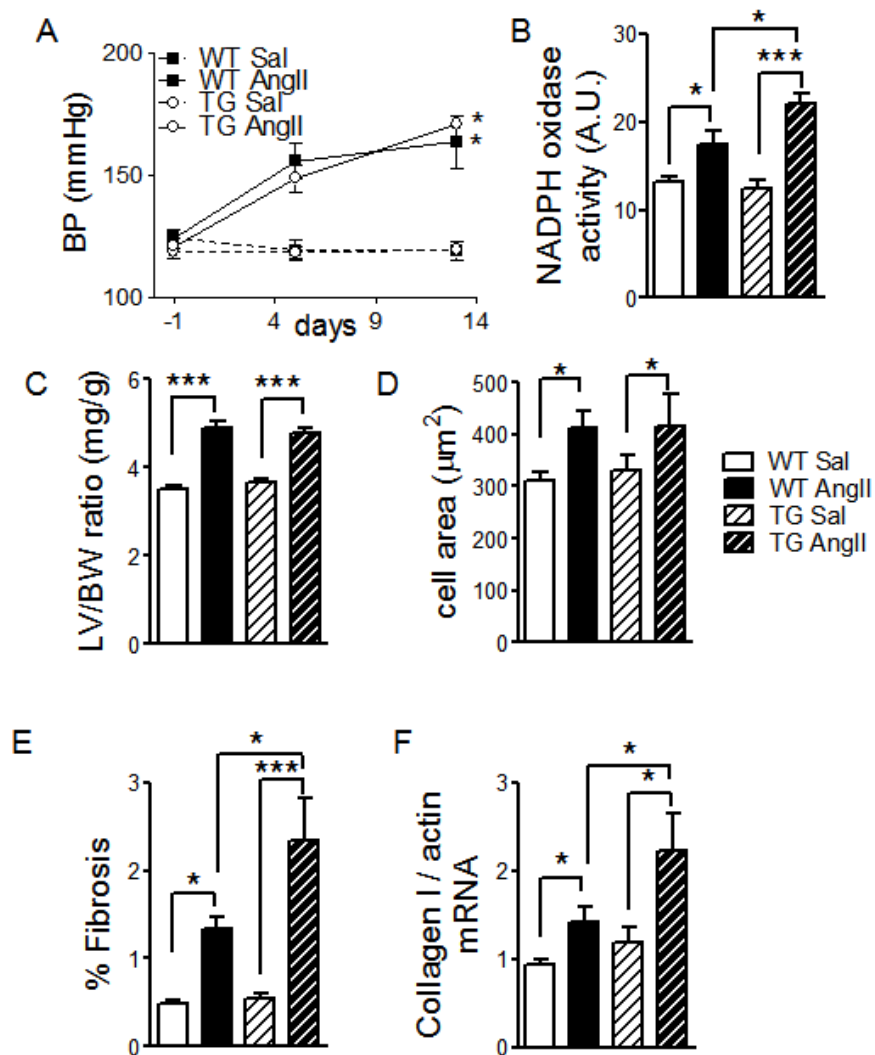 A
BP (mmHg)
200
150
100
WT Sal
WT AngII
TG Sal
TG AngII
*
*
-1 4 9 14
days
B
NADPH oxidase
activity (A.U.)
30
20
10
0
*
*
***
C
LV/BW ratio (mg/g)
6
4
2
0
*** ***
D
cell area (µm²)
500
400
300
200
100
0
* *
WT Sal
WT AngII
TG Sal
TG AngII
E
% Fibrosis
3
2
1
0
*
***
*
F
Collagen I / actin
mRNA
3
2
1
0
*
*
*